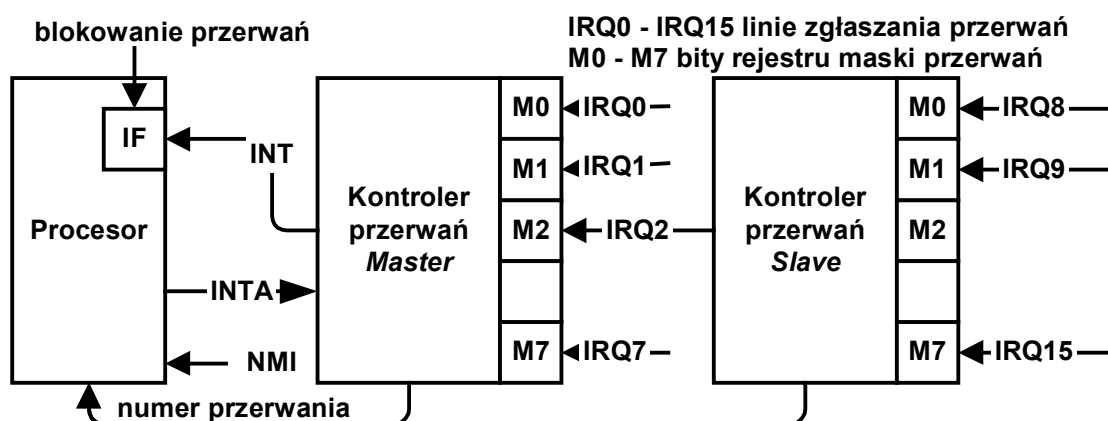 blokowanie przerwań
IRQ0 - IRQ15 linie zgłaszania przerwań
M0 - M7 bity rejestru maski przerwań
IF
INT
Procesor
INTA
NMI
numer przerwania
Kontroler
przerwań
Master
M0
M1
M2
M7
IRQ0
IRQ1
IRQ2
IRQ7
Kontroler
przerwań
Slave
M0
M1
M2
M7
IRQ8
IRQ9
IRQ15